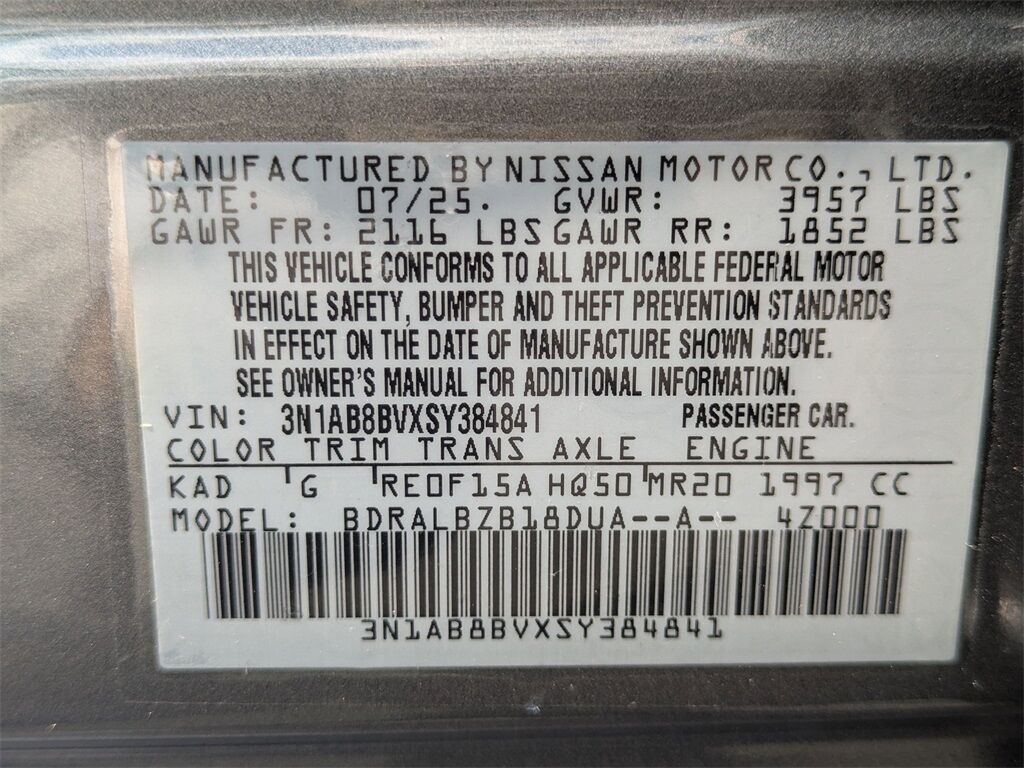 MANUFACTURED BY NISSAN MOTOR CO., LTD.
DATE: 07/25. GVWR: 3957 LBS
GAWR FR: 2116 LBS GAWR RR: 1852 LBS
THIS VEHICLE CONFORMS TO ALL APPLICABLE FEDERAL MOTOR
VEHICLE SAFETY, BUMPER AND THEFT PREVENTION STANDARDS
IN EFFECT ON THE DATE OF MANUFACTURE SHOWN ABOVE.
SEE OWNER'S MANUAL FOR ADDITIONAL INFORMATION.
VIN: 3N1AB8BVXSY384841 PASSENGER CAR.
COLOR TRIM TRANS AXLE ENGINE
KAD G RE0F15A HQ50 MR20 1997 CC
MODEL: BDRALBZB18DUA--A-- 4Z000
3N1AB8BVXSY384841